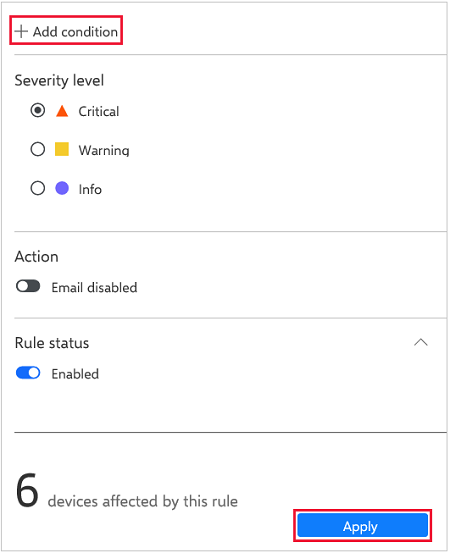 + Add condition
Severity level
Critical
Warning
Info
Action
Email disabled
Rule status
Enabled
6 devices affected by this rule
Apply